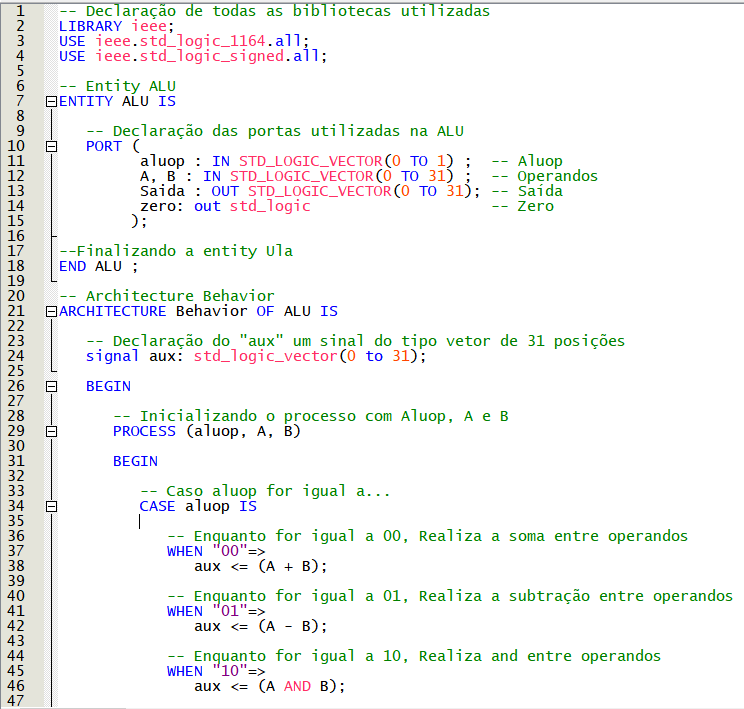 1 -- Declaração de todas as bibliotecas utilizadas
2 LIBRARY ieee;
3 USE ieee.std_logic_1164.all;
4 USE ieee.std_logic_signed.all;
5
6 -- Entity ALU
7 ENTITY ALU IS
8
9 -- Declaração das portas utilizadas na ALU
10 PORT (
11 aluop : IN STD_LOGIC_VECTOR(0 TO 1) ; -- Aluop
12 A, B : IN STD_LOGIC_VECTOR(0 TO 31) ; -- Operandos
13 Saida : OUT STD_LOGIC_VECTOR(0 TO 31); -- Saída
14 zero: out std_logic -- Zero
15 );
16
17 --Finalizando a entity Ula
18 END ALU ;
19
20 -- Architecture Behavior
21 ARCHITECTURE Behavior OF ALU IS
22
23 -- Declaração do "aux" um sinal do tipo vetor de 31 posições
24 signal aux: std_logic_vector(0 to 31);
25
26 BEGIN
27
28 -- Inicializando o processo com Aluop, A e B
29 PROCESS (aluop, A, B)
30
31 BEGIN
32
33 -- Caso aluop for igual a...
34 CASE aluop IS
35
36 -- Enquanto for igual a 00, Realiza a soma entre operandos
37 WHEN "00"=>
38 aux <= (A + B);
39
40 -- Enquanto for igual a 01, Realiza a subtração entre operandos
41 WHEN "01"=>
42 aux <= (A - B);
43
44 -- Enquanto for igual a 10, Realiza and entre operandos
45 WHEN "10"=>
46 aux <= (A AND B);
47